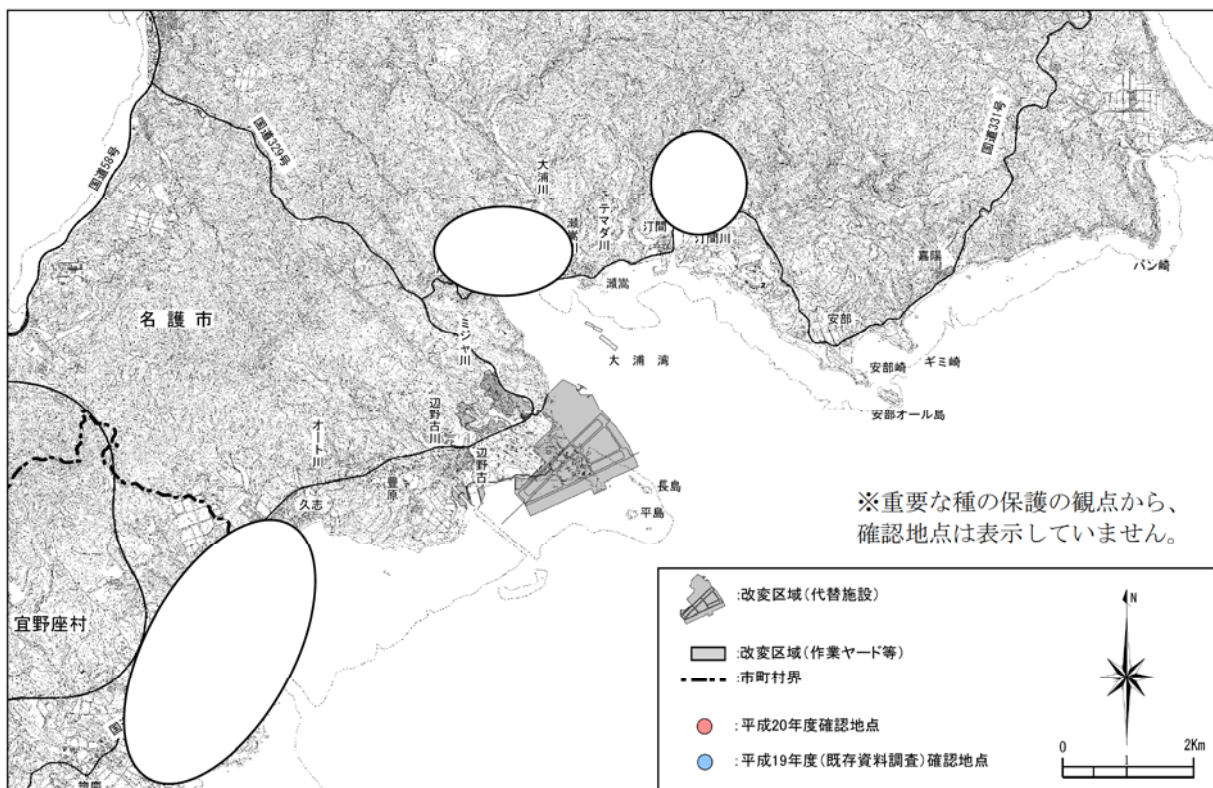 国道58号
国道329号
国道331号
大浦川
テマダ川
汀間
汀間川
瀬嵩
嘉陽
バン崎
安部
安部崎
ギミ崎
安部オール島
名護市
ミジャ川
大浦湾
辺野古川
辺野古
オート川
豊原
久志
長島
平島
宜野座村
※重要な種の保護の観点から、
確認地点は表示していません。
:改変区域(代替施設)
:改変区域(作業ヤード等)
:市町村界
:平成20年度確認地点
:平成19年度(既存資料調査)確認地点
N
0 2Km